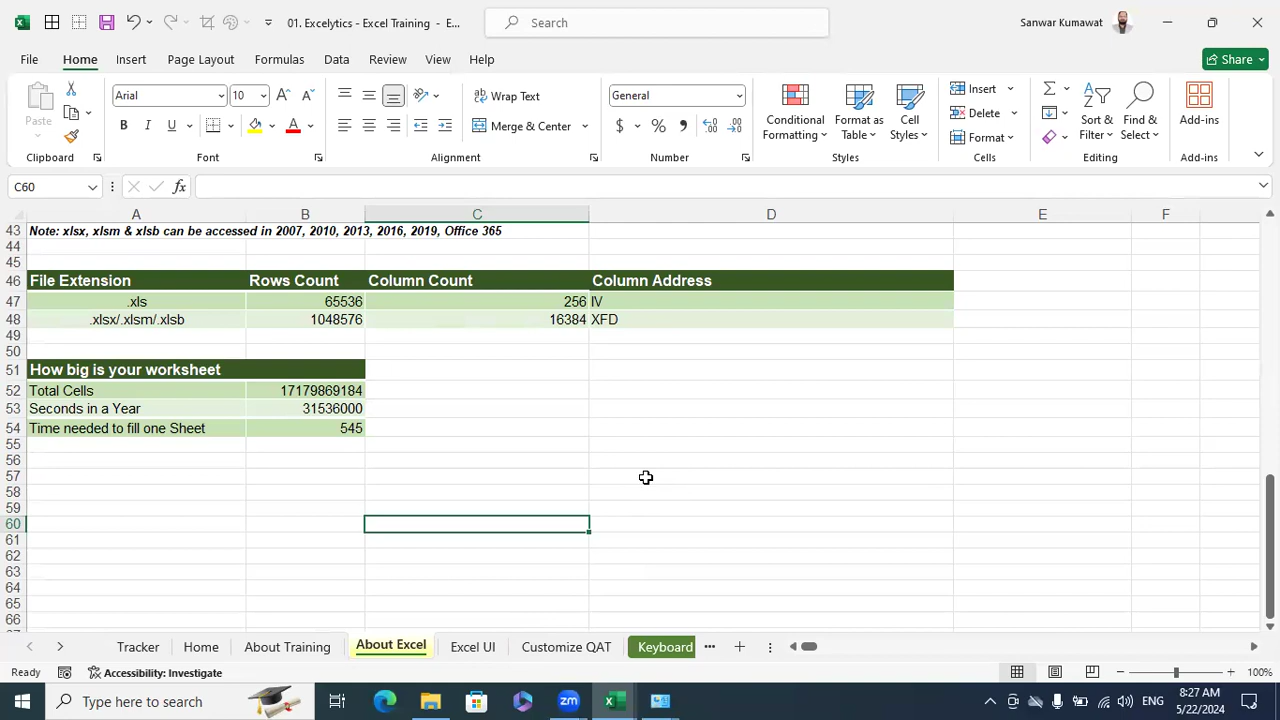 01. Excelytics - Excel Training - E...
Search
Sanwar Kumawat
File Home Insert Page Layout Formulas Data Review View Help
Share
Paste
Arial 10
B I U A
Wrap Text
Merge & Center
General
$ % 9
Conditional Formatting
Format as Table
Cell Styles
Insert
Delete
Format
Sort & Filter
Find & Select
Add-ins
Clipboard Font Alignment Number Styles Cells Editing Add-ins
C60 fx
A B C D E F
43 Note: xlsx, xlsm & xlsb can be accessed in 2007, 2010, 2013, 2016, 2019, Office 365
44
45
46 File Extension Rows Count Column Count Column Address
47 .xls 65536 256 IV
48 .xlsx/.xlsm/.xlsb 1048576 16384 XFD
49
50
51 How big is your worksheet
52 Total Cells 17179869184
53 Seconds in a Year 31536000
54 Time needed to fill one Sheet 545
55
56
57
58
59
60
61
62
63
64
65
66
Tracker Home About Training About Excel Excel UI Customize QAT Keyboard ...
Ready Accessibility: Investigate 100%
Type here to search
zm
ENG
8:27 AM
5/22/2024